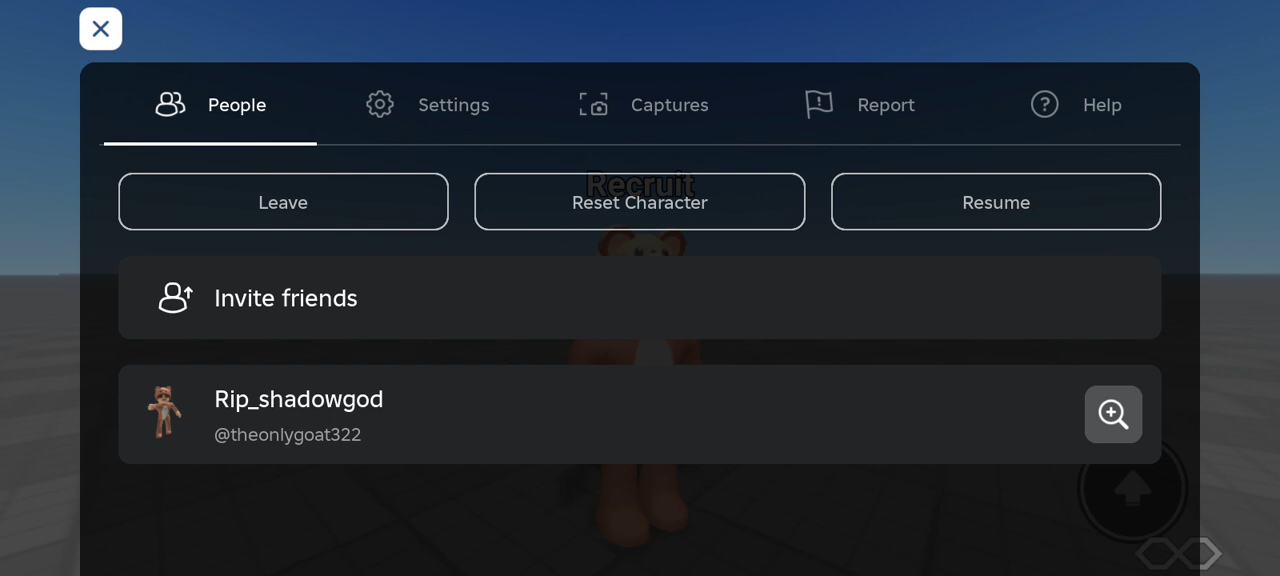 People
Settings
Captures
Report
Help
Recruit
Leave
Reset Character
Resume
Invite friends
Rip_shadowgod
@theonlygoat322